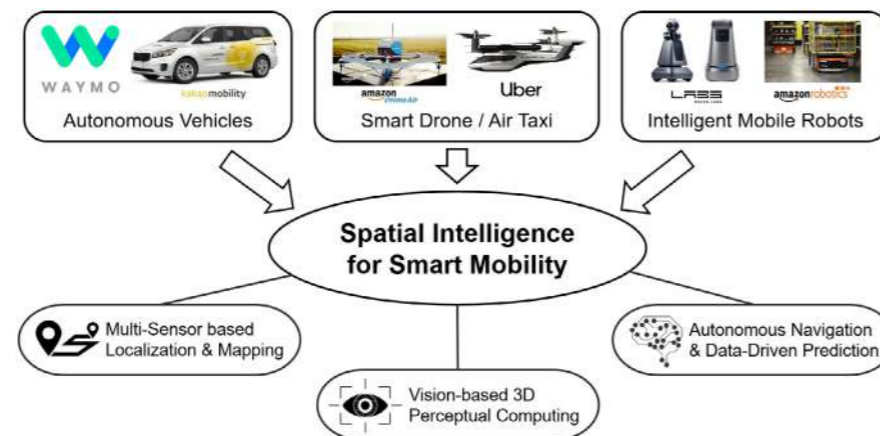 WAYMO
kakaomobility
Autonomous Vehicles
amazon
Prime Air
Uber
Smart Drone / Air Taxi
LABS
amazonrobotics
Intelligent Mobile Robots
Spatial Intelligence
for Smart Mobility
Multi-Sensor based
Localization & Mapping
Vision-based 3D
Perceptual Computing
Autonomous Navigation
& Data-Driven Prediction